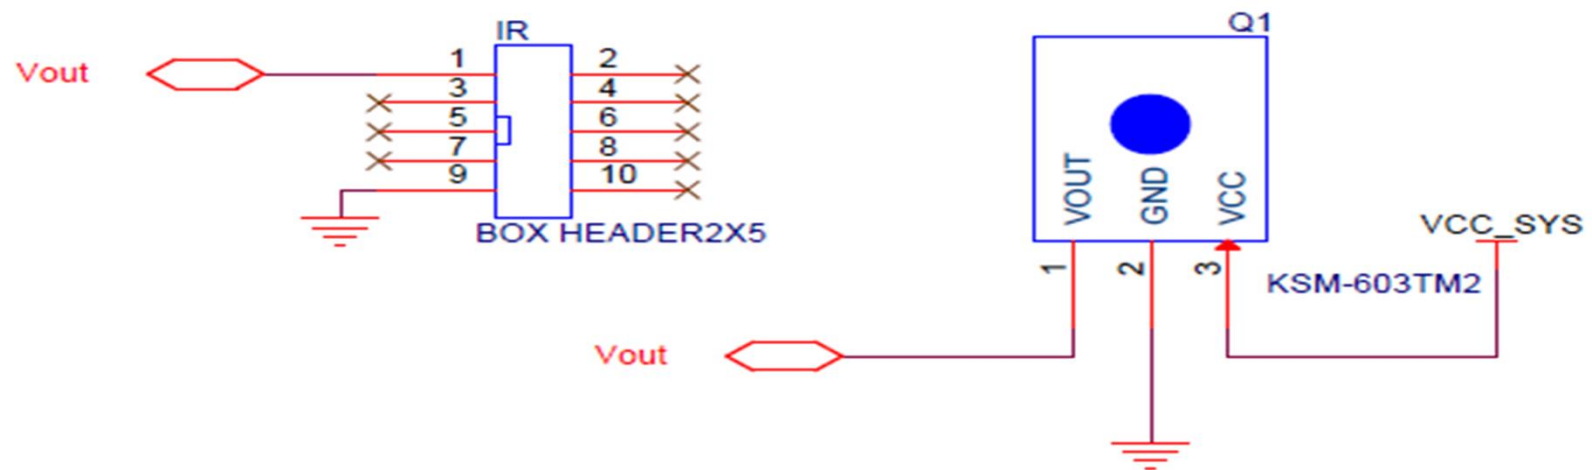 IR
Vout
1 2
3 4
5 6
7 8
9 10
BOX HEADER2X5
Q1
VOUT
GND
VCC
1
2
3
VCC_SYS
KSM-603TM2
Vout